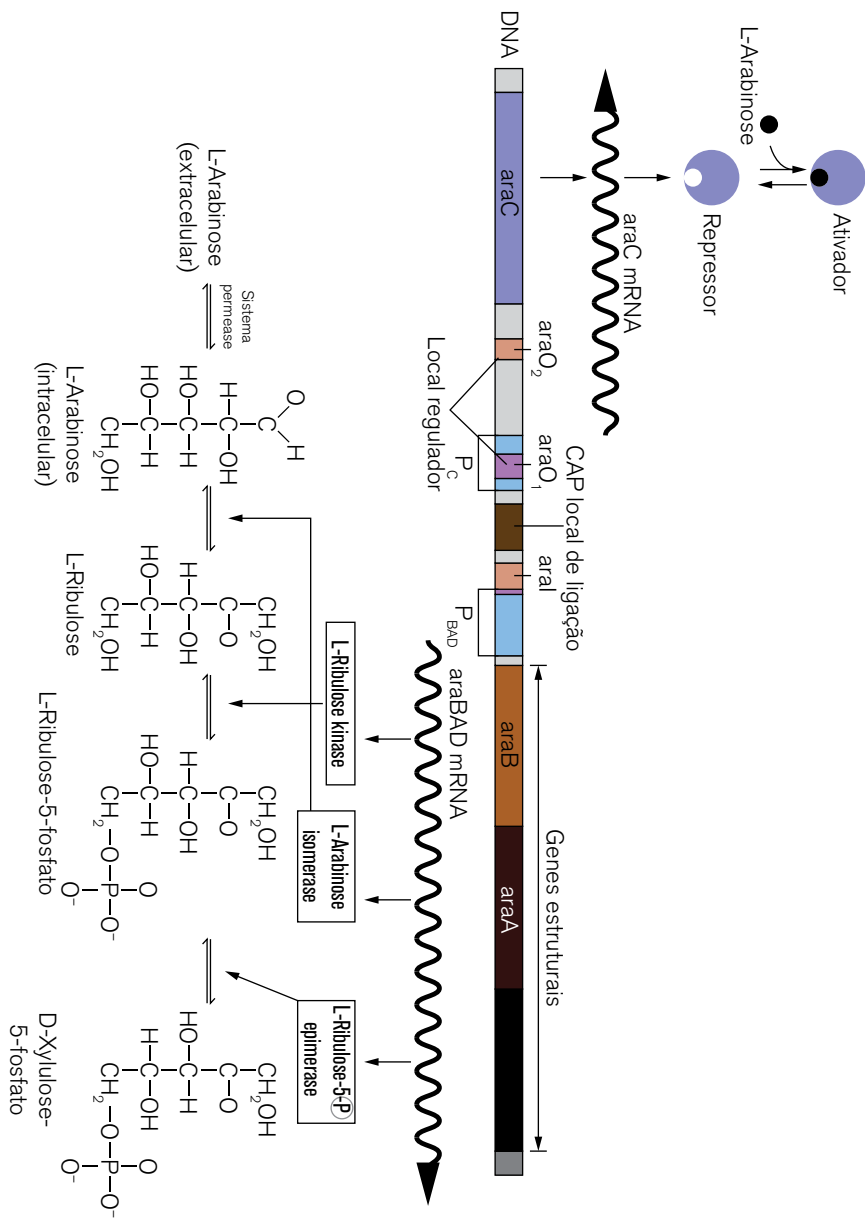 L-Arabinose
Ativador
Repressor
araC mRNA
DNA
araC
araO2
araO1
CAP local de ligação
araI
Local regulador
PC
PBAD
Genes estruturais
araB
araA
araBAD mRNA
L-Ribulose kinase
L-Arabinose
isomerase
L-Ribulose-5-P
epimerase
L-Arabinose
(extracelular)
Sistema
permease
O H
C
H–C–OH
HO–C–H
HO–C–H
CH2OH
L-Arabinose
(intracelular)
CH2OH
C–O
H–C–OH
HO–C–H
CH2OH
L-Ribulose
CH2OH
C–O
H–C–OH
HO–C–H
CH2–O–P–O−
O
O−
L-Ribulose-5-fosfato
CH2OH
C–O
HO–C–H
H–C–OH
CH2–O–P–O−
O
O−
D-Xylulose-
5-fosfato